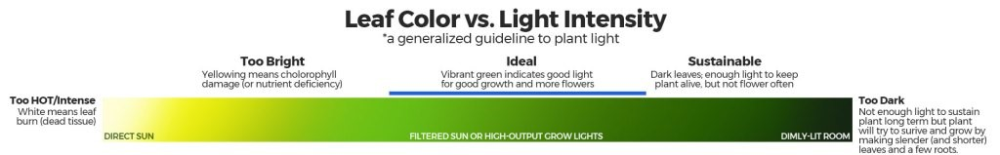 Leaf Color vs. Light Intensity
*a generalized guideline to plant light
Too Bright
Yellowing means cholorophyll
damage (or nutrient deficiency)
Ideal
Vibrant green indicates good light
for good growth and more flowers
Sustainable
Dark leaves; enough light to keep
plant alive, but not flower often
Too HOT/Intense
White means leaf
burn (dead tissue)
DIRECT SUN
FILTERED SUN OR HIGH-OUTPUT GROW LIGHTS
DIMLY-LIT ROOM
Too Dark
Not enough light to sustain
plant long term but plant
will try to surive and grow by
making slender (and shorter)
leaves and a few roots.